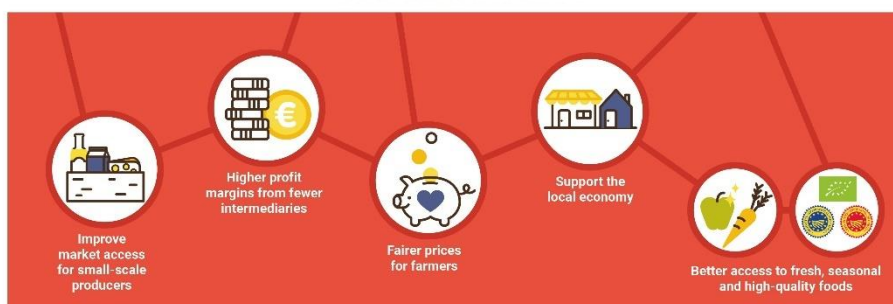 Improve
market access
for small-scale
producers
Higher profit
margins from fewer
intermediaries
€
Fairer prices
for farmers
Support the
local economy
Better access to fresh, seasonal
and high-quality foods